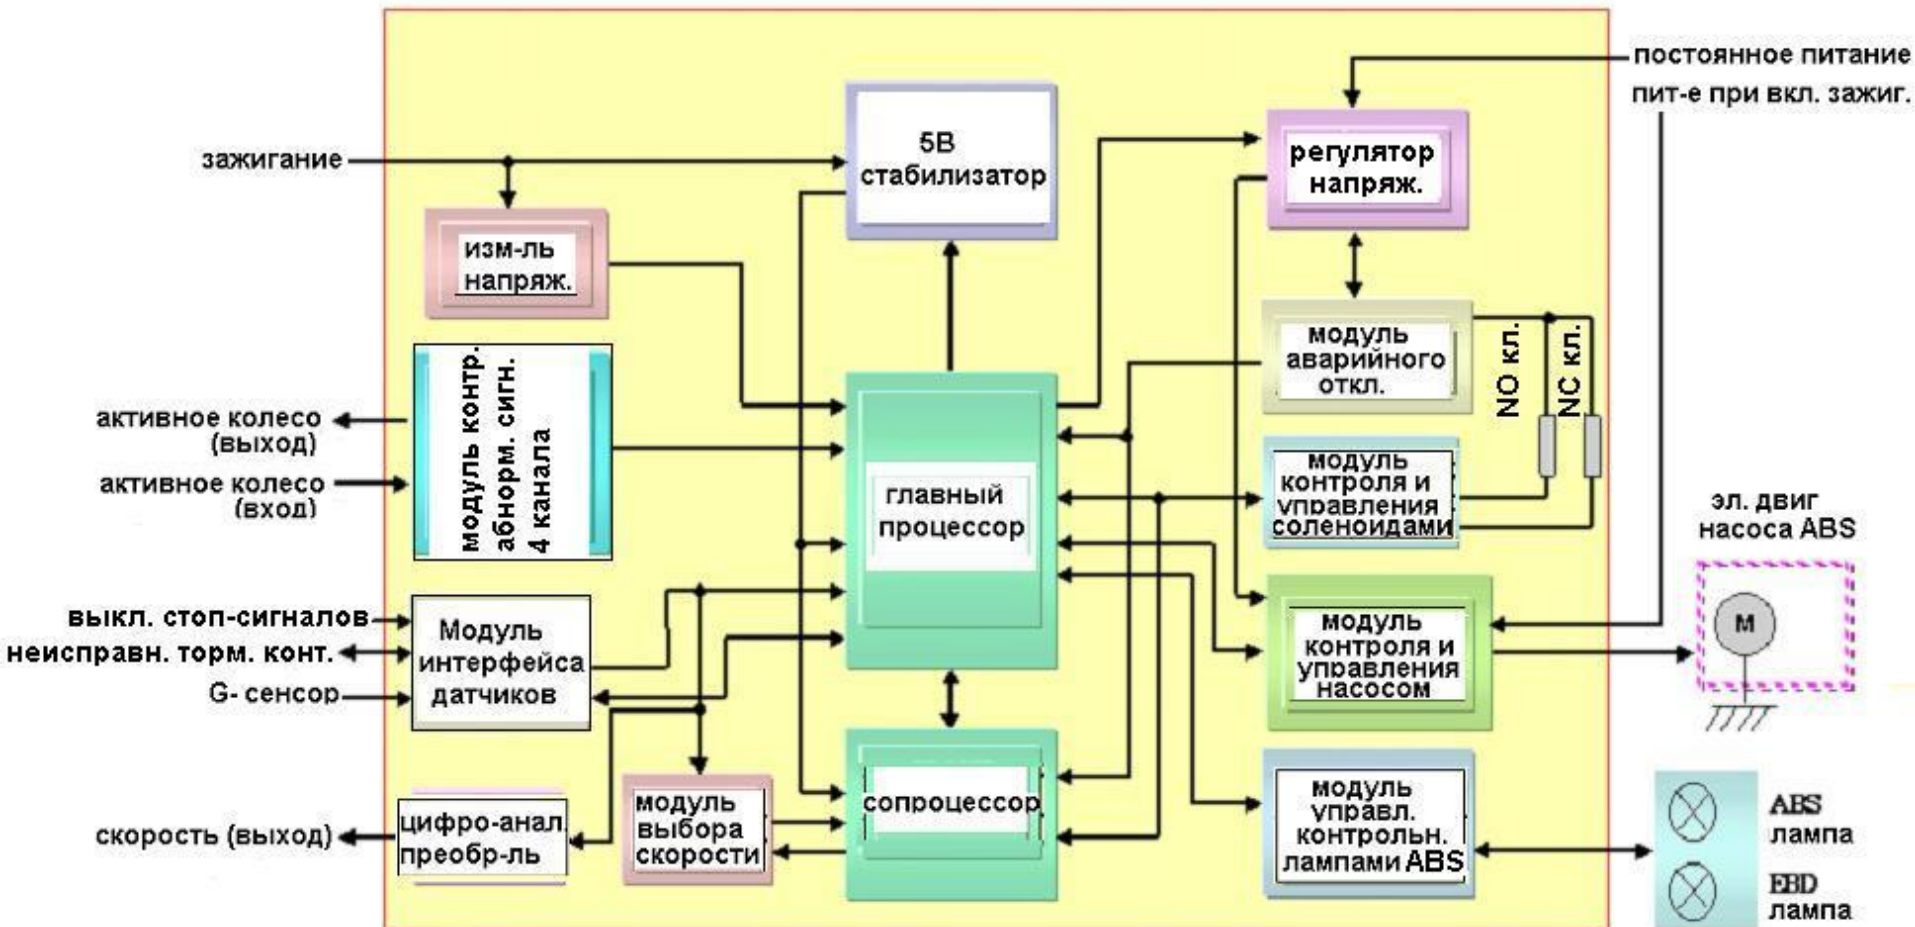 постоянное питание
пит-е при вкл. зажиг.
зажигание
5В
стабилизатор
регулятор
напряж.
изм-ль
напряж.
модуль
аварийного
откл.
NO кл.
NC кл.
модуль контр.
абнорм. сигн.
4 канала
активное колесо
(выход)
активное колесо
(вход)
главный
процессор
модуль
контроля и
управления
соленоидами
эл. двиг
насоса ABS
M
выкл. стоп-сигналов
неисправн. торм. конт.
G- сенсор
Модуль
интерфейса
датчиков
модуль
контроля и
управления
насосом
скорость (выход)
цифро-анал.
преобр-ль
модуль
выбора
скорости
сопроцессор
модуль
управл.
контрольн.
лампами ABS
ABS
лампа
EBD
лампа